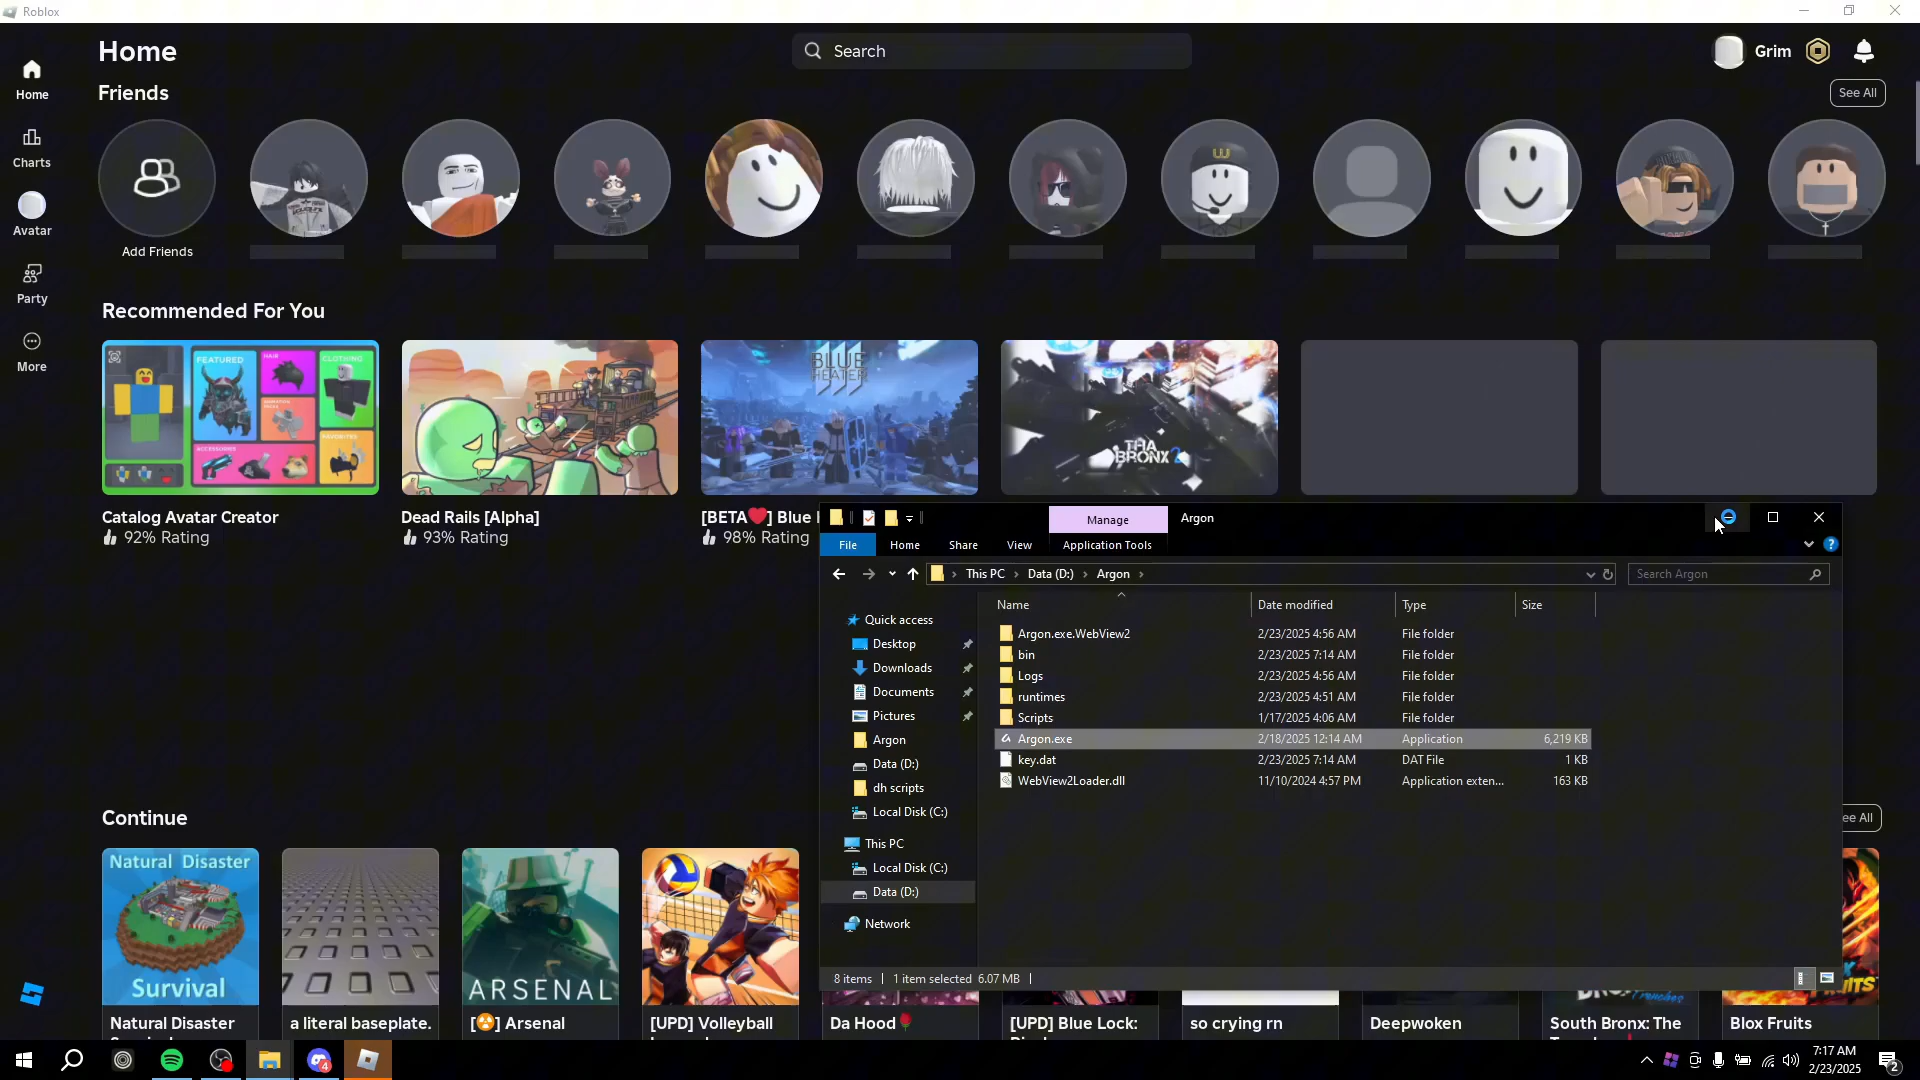 Roblox
Home
Search
Grim
Friends
See All
Home
Charts
Avatar
Party
More
Add Friends
Recommended For You
FEATURED
HAIR
CLOTHING
ACCESSORIES
FAVORITES
BLUE
HEATER
THA
BRONX 2
Catalog Avatar Creator
92% Rating
Dead Rails [Alpha]
93% Rating
[BETA❤️] Blue
98% Rating
Manage
Argon
File
Home
Share
View
Application Tools
This PC
Data (D:)
Argon
Search Argon
Name
Date modified
Type
Size
Quick access
Desktop
Downloads
Documents
Pictures
Argon
Data (D:)
dh scripts
Local Disk (C:)
This PC
Local Disk (C:)
Data (D:)
Network
Argon.exe.WebView2 2/23/2025 4:56 AM File folder
bin 2/23/2025 7:14 AM File folder
Logs 2/23/2025 4:56 AM File folder
runtimes 2/23/2025 4:51 AM File folder
Scripts 1/17/2025 4:06 AM File folder
Argon.exe 2/18/2025 12:14 AM Application 6,219 KB
key.dat 2/23/2025 7:14 AM DAT File 1 KB
WebView2Loader.dll 11/10/2024 4:57 PM Application exten... 163 KB
8 items
1 item selected 6.07 MB
Continue
ee All
Natural Disaster
Survival
ARSENAL
Natural Disaster
a literal baseplate.
[☢️] Arsenal
[UPD] Volleyball
Da Hood🌹
[UPD] Blue Lock:
so crying rn
Deepwoken
South Bronx: The
Blox Fruits
4
7:17 AM
2/23/2025
2